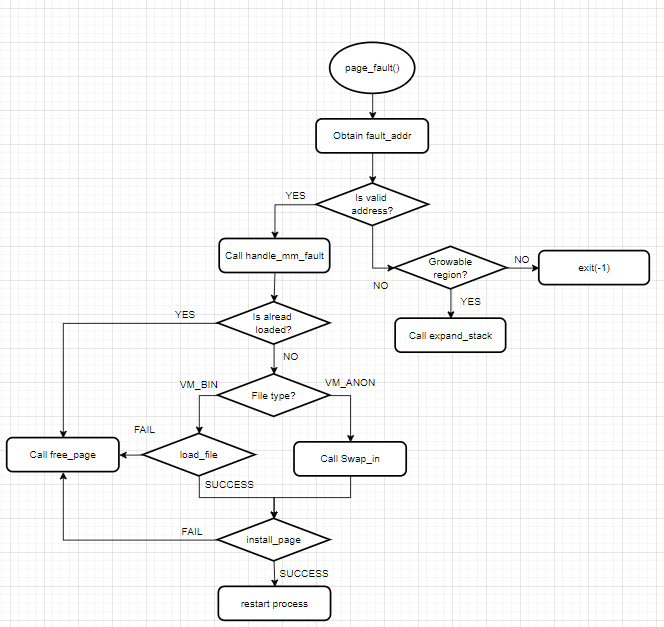 page_fault()
Obtain fault_addr
YES
Is valid
address?
Call handle_mm_fault
NO
Growable
region?
NO
exit(-1)
YES
Call expand_stack
YES
Is alread
loaded?
NO
VM_BIN
File type?
VM_ANON
FAIL
Call free_page
load_file
Call Swap_in
SUCCESS
FAIL
install_page
SUCCESS
restart process